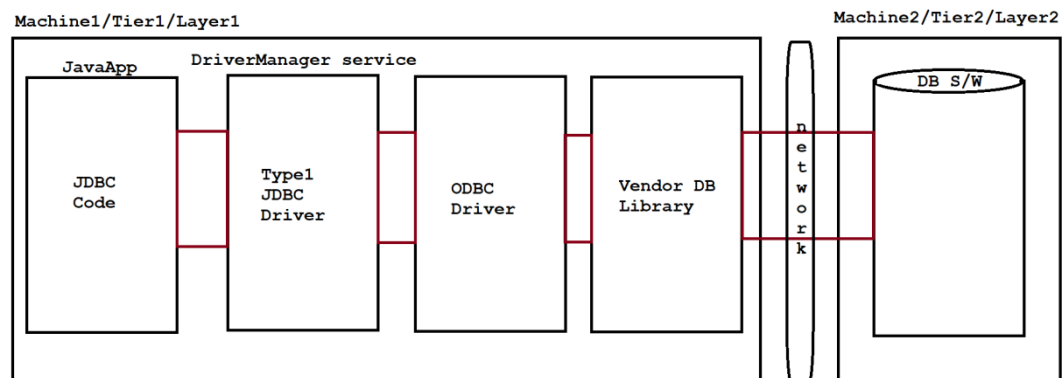 Machine1/Tier1/Layer1
Machine2/Tier2/Layer2
JavaApp
DriverManager service
DB S/W
JDBC
Code
Type1
JDBC
Driver
ODBC
Driver
Vendor DB
Library
network